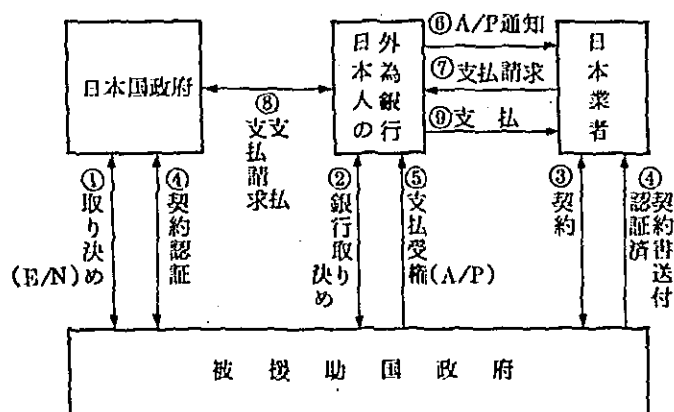 日本国政府
日本人の
外為銀行
日本業者
⑥A/P通知
⑦支払請求
⑨支払
⑧
支払請求
支払
①取り決め
(E/N)
④契約認証
②銀行取り
決め
⑤支払受権
(A/P)
③契約
④
認証済
契約書送付
被援助国政府